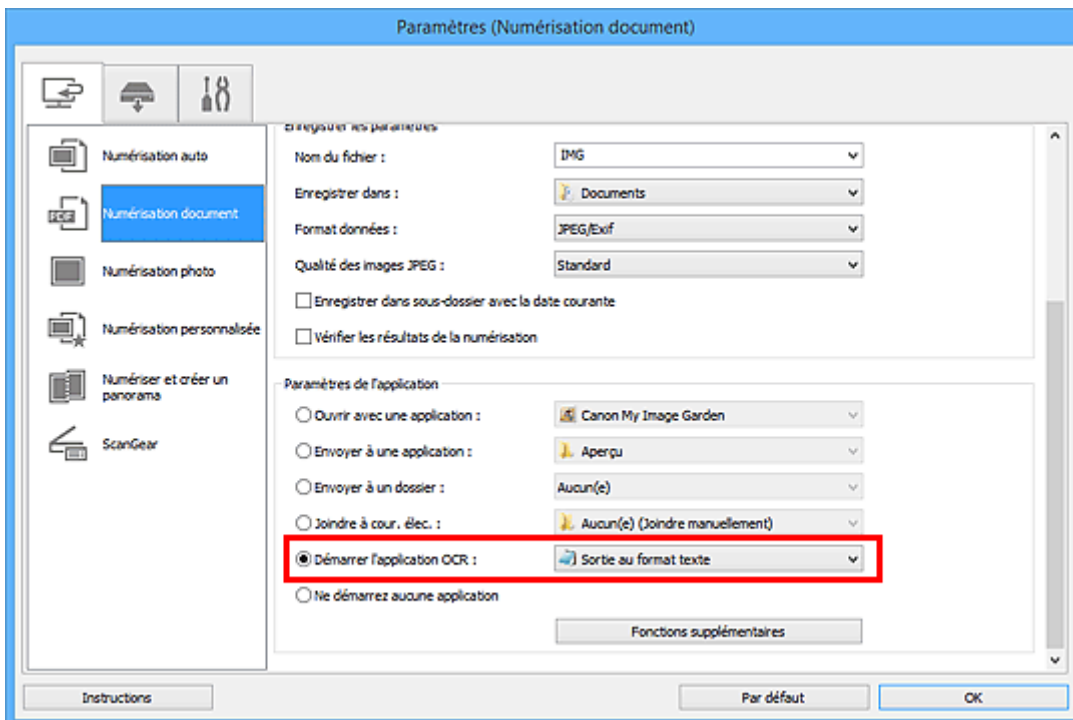 Paramètres (Numérisation document)
Enregistrer les paramètres
Numérisation auto
Nom du fichier : IMG
Enregistrer dans : Documents
Numérisation document
Format données : JPEG/Exif
Qualité des images JPEG : Standard
Numérisation photo
Enregistrer dans sous-dossier avec la date courante
Numérisation personnalisée
Vérifier les résultats de la numérisation
Numériser et créer un
panorama
Paramètres de l'application
Ouvrir avec une application : Canon My Image Garden
ScanGear
Envoyer à une application : Aperçu
Envoyer à un dossier : Aucun(e)
Joindre à cour. élec. : Aucun(e) (Joindre manuellement)
Démarrer l'application OCR : Sortie au format texte
Ne démarrez aucune application
Fonctions supplémentaires
Instructions
Par défaut
OK